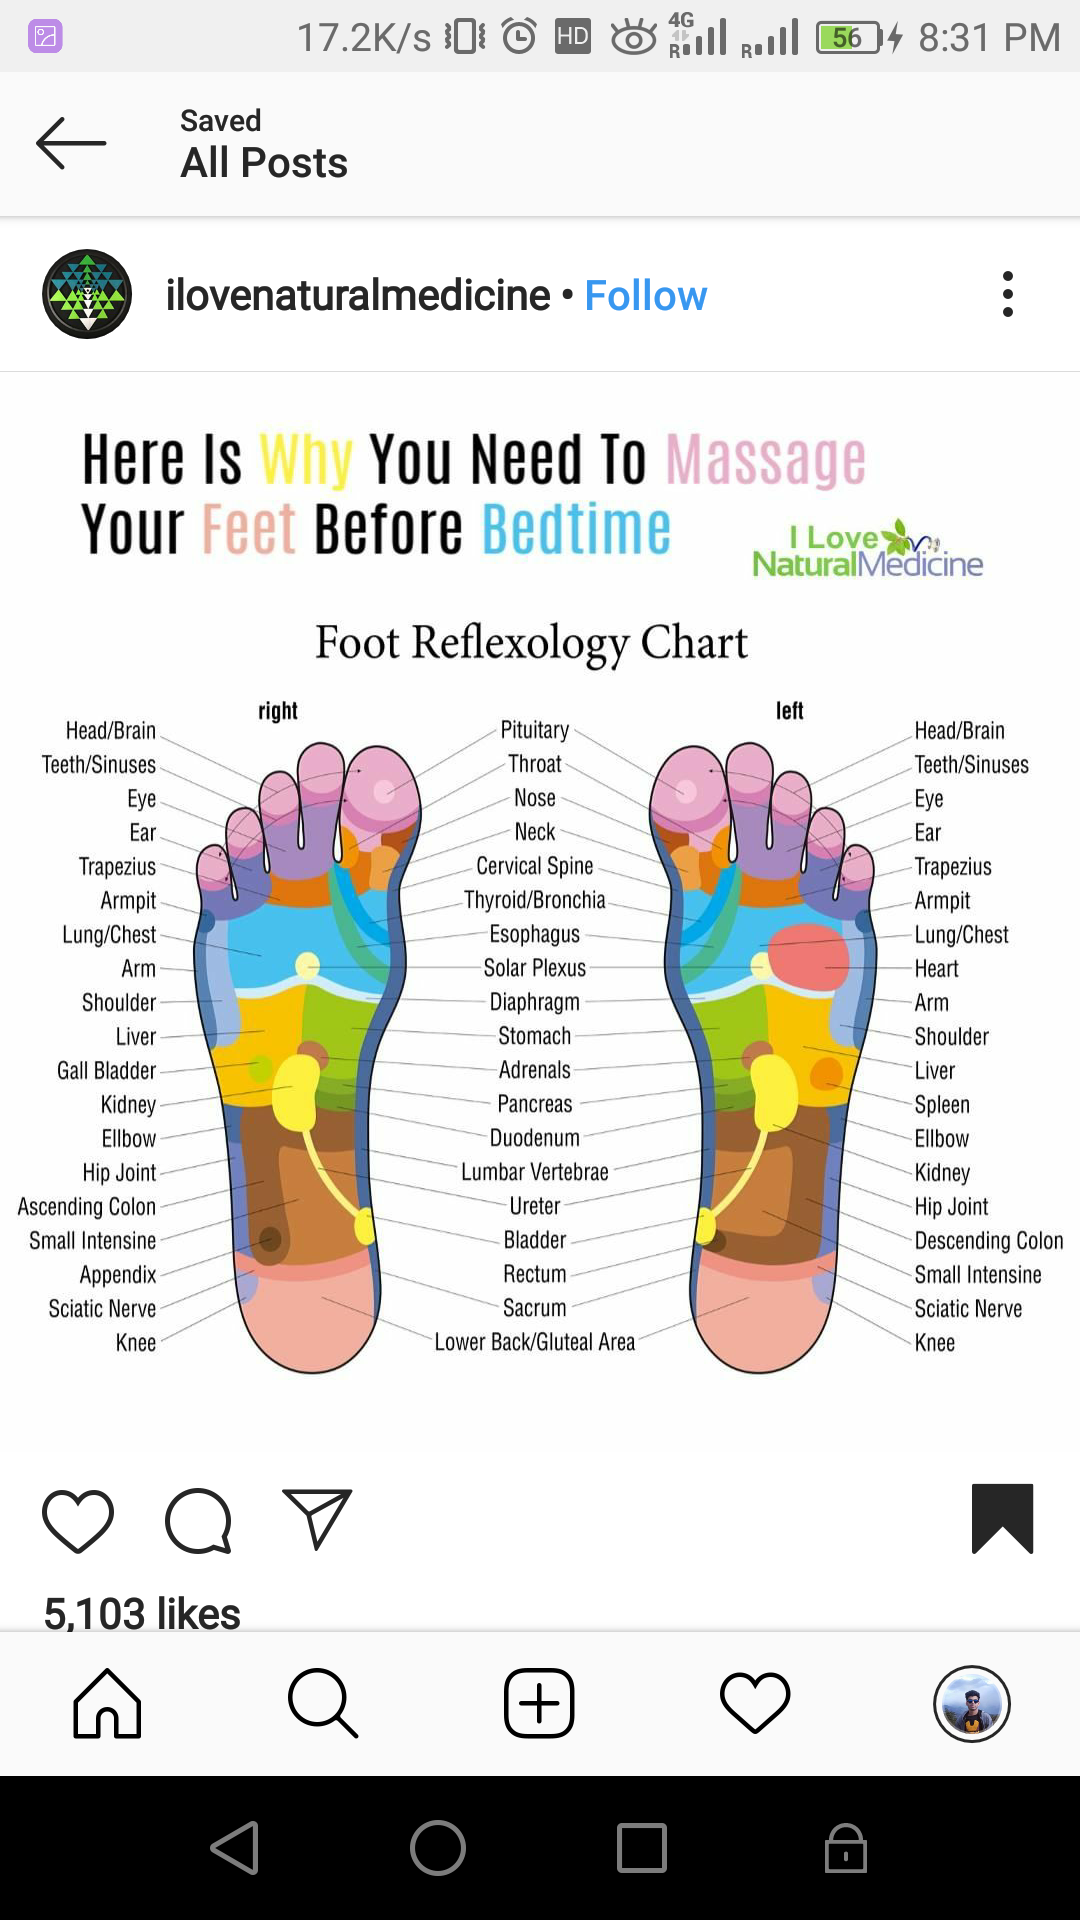 17.2K/s HD 4G R R 56 8:31 PM
Saved
All Posts
ilovenaturalmedicine • Follow
Here Is Why You Need To Massage
Your Feet Before Bedtime
I Love
NaturalMedicine
Foot Reflexology Chart
right
left
Head/Brain
Teeth/Sinuses
Eye
Ear
Trapezius
Armpit
Lung/Chest
Arm
Shoulder
Liver
Gall Bladder
Kidney
Ellbow
Hip Joint
Ascending Colon
Small Intensine
Appendix
Sciatic Nerve
Knee
Pituitary
Throat
Nose
Neck
Cervical Spine
Thyroid/Bronchia
Esophagus
Solar Plexus
Diaphragm
Stomach
Adrenals
Pancreas
Duodenum
Lumbar Vertebrae
Ureter
Bladder
Rectum
Sacrum
Lower Back/Gluteal Area
Head/Brain
Teeth/Sinuses
Eye
Ear
Trapezius
Armpit
Lung/Chest
Heart
Arm
Shoulder
Liver
Spleen
Ellbow
Kidney
Hip Joint
Descending Colon
Small Intensine
Sciatic Nerve
Knee
5,103 likes